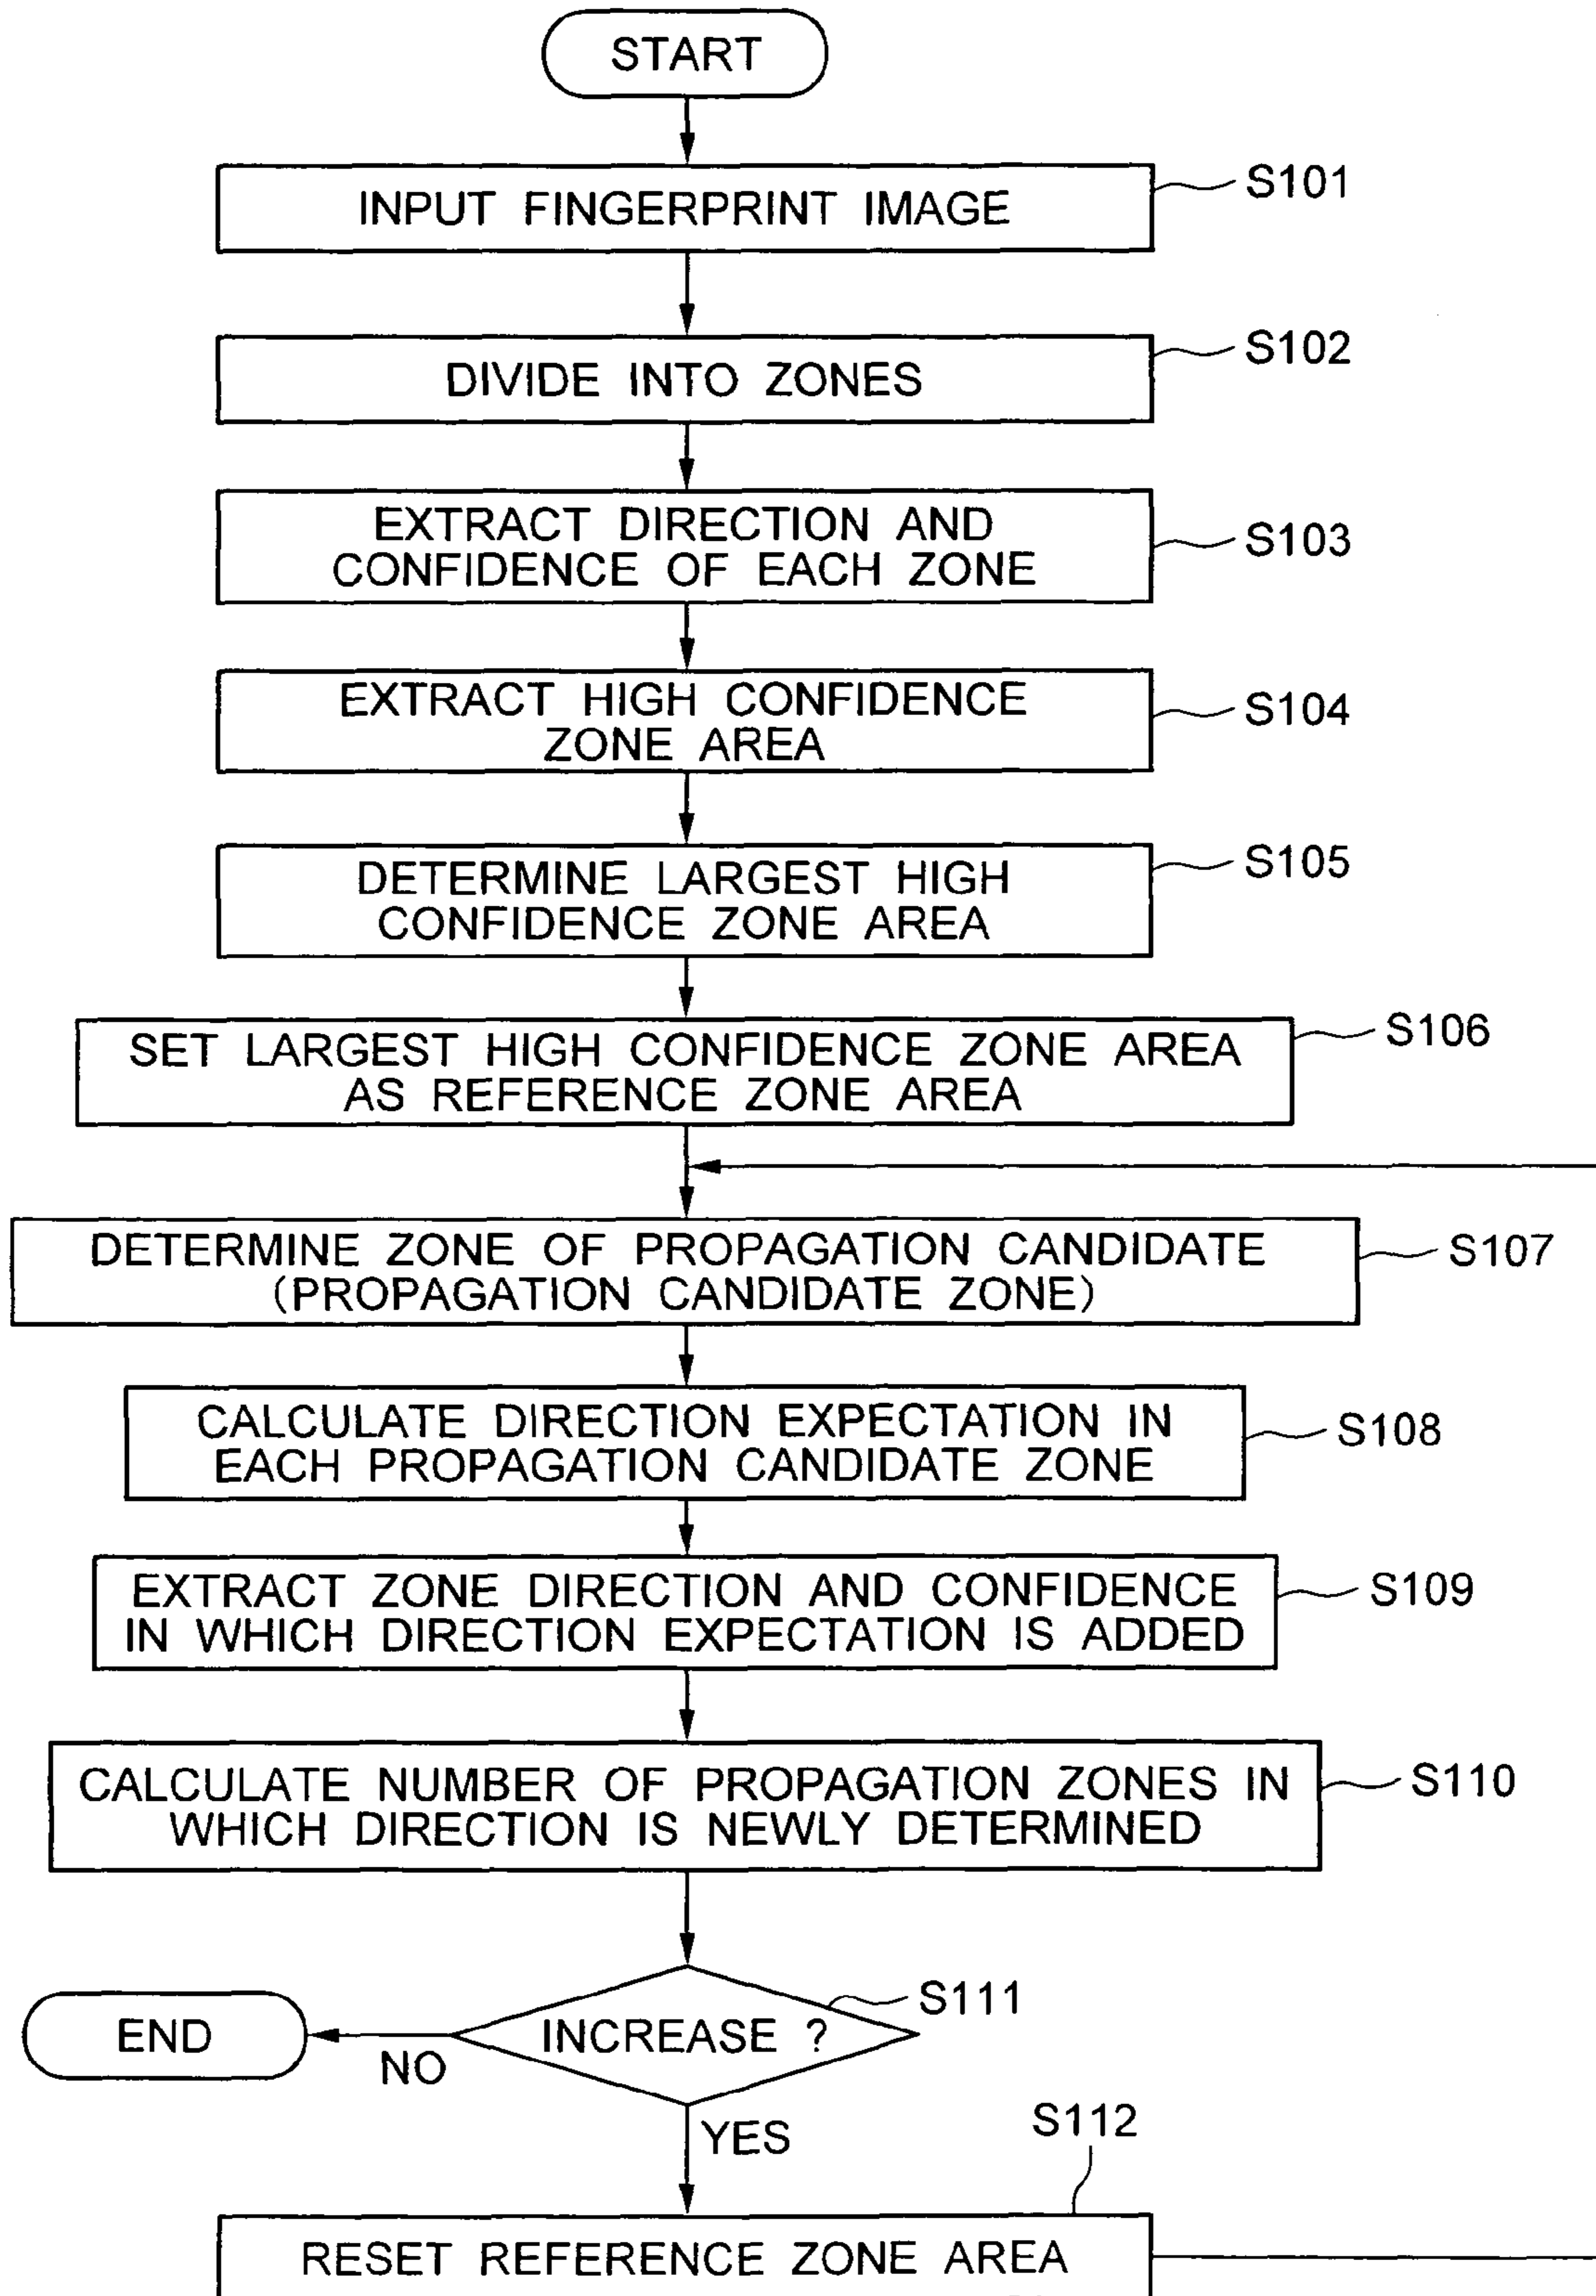 START
INPUT FINGERPRINT IMAGE
S101
DIVIDE INTO ZONES
S102
EXTRACT DIRECTION AND
CONFIDENCE OF EACH ZONE
S103
EXTRACT HIGH CONFIDENCE
ZONE AREA
S104
DETERMINE LARGEST HIGH
CONFIDENCE ZONE AREA
S105
SET LARGEST HIGH CONFIDENCE ZONE AREA
AS REFERENCE ZONE AREA
S106
DETERMINE ZONE OF PROPAGATION CANDIDATE
(PROPAGATION CANDIDATE ZONE)
S107
CALCULATE DIRECTION EXPECTATION IN
EACH PROPAGATION CANDIDATE ZONE
S108
EXTRACT ZONE DIRECTION AND CONFIDENCE
IN WHICH DIRECTION EXPECTATION IS ADDED
S109
CALCULATE NUMBER OF PROPAGATION ZONES IN
WHICH DIRECTION IS NEWLY DETERMINED
S110
INCREASE ?
S111
END
NO
YES
S112
RESET REFERENCE ZONE AREA